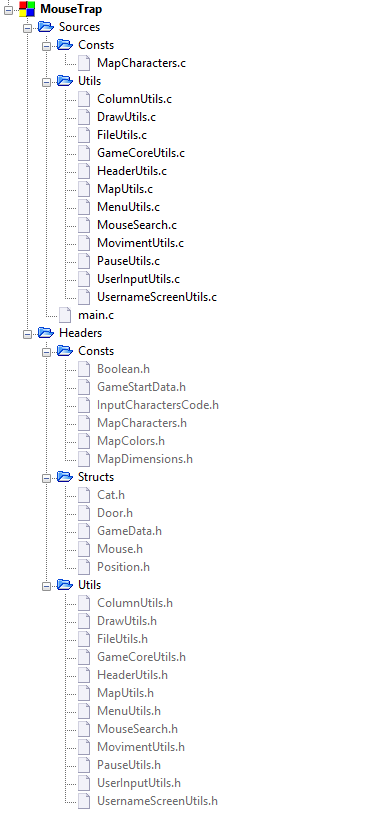 MouseTrap
Sources
Consts
MapCharacters.c
Utils
ColumnUtils.c
DrawUtils.c
FileUtils.c
GameCoreUtils.c
HeaderUtils.c
MapUtils.c
MenuUtils.c
MouseSearch.c
MovimentUtils.c
PauseUtils.c
UserInputUtils.c
UsernameScreenUtils.c
main.c
Headers
Consts
Boolean.h
GameStartData.h
InputCharactersCode.h
MapCharacters.h
MapColors.h
MapDimensions.h
Structs
Cat.h
Door.h
GameData.h
Mouse.h
Position.h
Utils
ColumnUtils.h
DrawUtils.h
FileUtils.h
GameCoreUtils.h
HeaderUtils.h
MapUtils.h
MenuUtils.h
MouseSearch.h
MovimentUtils.h
PauseUtils.h
UserInputUtils.h
UsernameScreenUtils.h